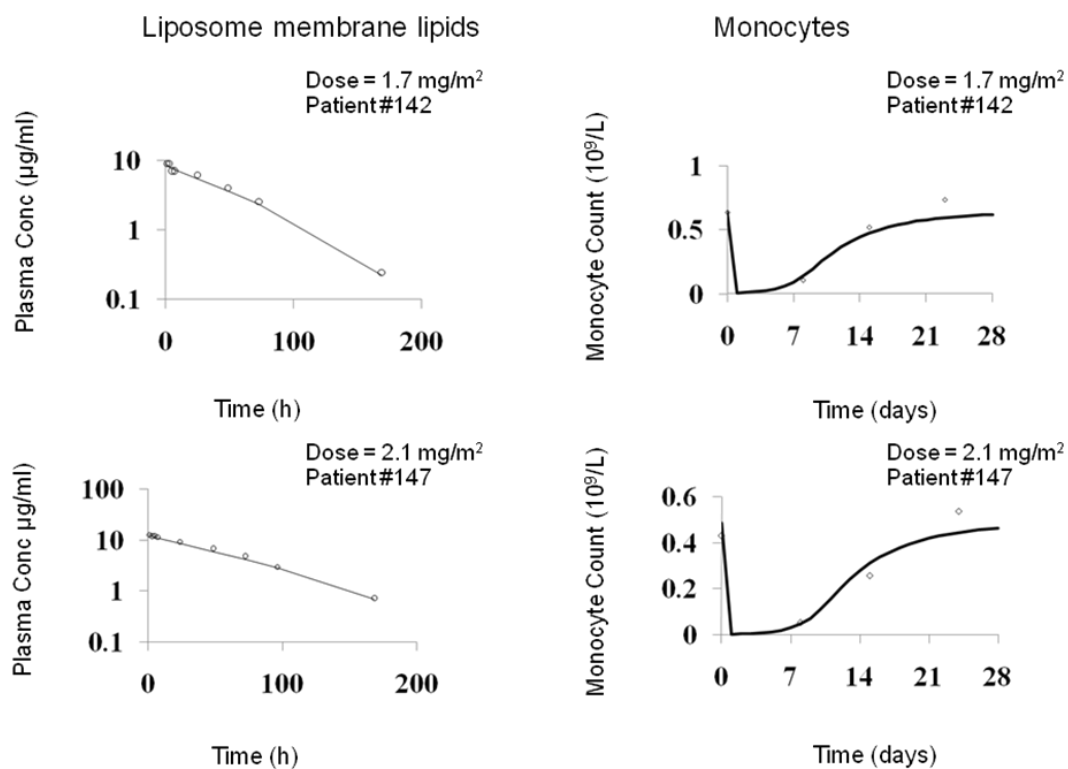 Liposome membrane lipids
Monocytes
Dose = 1.7 mg/m²
Patient #142
Plasma Conc (µg/ml)
10
1
0.1
0 100 200
Time (h)
Dose = 1.7 mg/m²
Patient #142
Monocyte Count (10⁹/L)
1
0.5
0
0 7 14 21 28
Time (days)
Dose = 2.1 mg/m²
Patient #147
Plasma Conc µg/ml)
100
10
1
0.1
0 100 200
Time (h)
Dose = 2.1 mg/m²
Patient #147
Monocyte Count (10⁹/L)
0.6
0.4
0.2
0
0 7 14 21 28
Time (days)